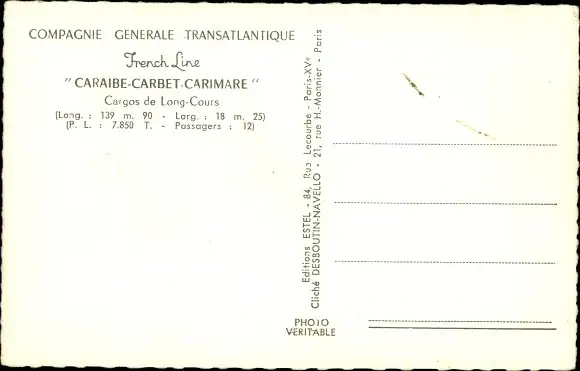 COMPAGNIE GENERALE TRANSATLANTIQUE
French Line
" CARAIBE-CARBET-CARIMARE "
Cargos de Long-Cours
(Long. : 139 m. 90 - Larg. : 18 m. 25)
(P. L. : 7.850 T. - Passagers : 12)
Editions ESTEL - 84, Rue Lecourbe - Paris-XVe
Cliché DESBOUTIN-NAVELLO - 21, rue H.-Monnier - Paris
PHOTO
VERITABLE